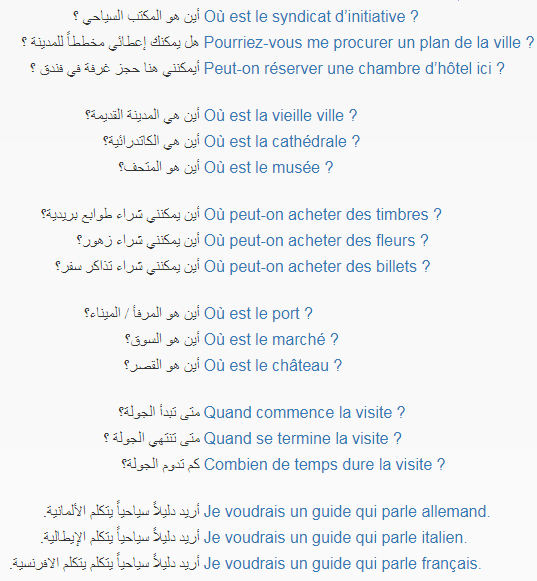 أين هو المكتب السياحي ؟ Où est le syndicat d’initiative ?
هل يمكنك إعطائي مخططاً للمدينة ؟ Pourriez-vous me procurer un plan de la ville ?
أيمكنني هنا حجز غرفة في فندق ؟ Peut-on réserver une chambre d’hôtel ici ?
أين هي المدينة القديمة؟ Où est la vieille ville ?
أين هي الكاتدرائية؟ Où est la cathédrale ?
أين هو المتحف؟ Où est le musée ?
أين يمكنني شراء طوابع بريدية؟ Où peut-on acheter des timbres ?
أين يمكنني شراء زهور؟ Où peut-on acheter des fleurs ?
أين يمكنني شراء تذاكر سفر؟ Où peut-on acheter des billets ?
أين هو المرفأ / الميناء؟ Où est le port ?
أين هو السوق؟ Où est le marché ?
أين هو القصر؟ Où est le château ?
متى تبدأ الجولة؟ Quand commence la visite ?
متى تنتهي الجولة ؟ Quand se termine la visite ?
كم تدوم الجولة؟ Combien de temps dure la visite ?
أريد دليلاً سياحياً يتكلم الألمانية. Je voudrais un guide qui parle allemand.
أريد دليلاً سياحياً يتكلم الإيطالية. Je voudrais un guide qui parle italien.
أريد دليلاً سياحياً يتكلم يتكلم الافرنسية. Je voudrais un guide qui parle français.